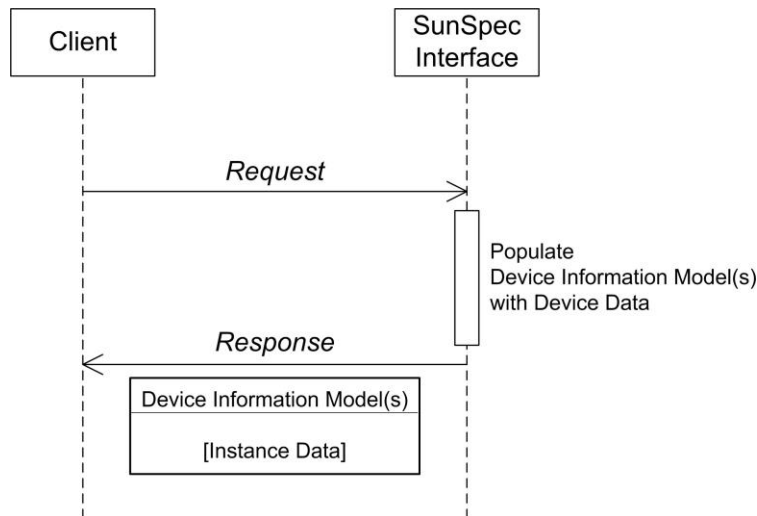 Client
SunSpec
Interface
Request
Populate
Device Information Model(s)
with Device Data
Response
Device Information Model(s)
[Instance Data]